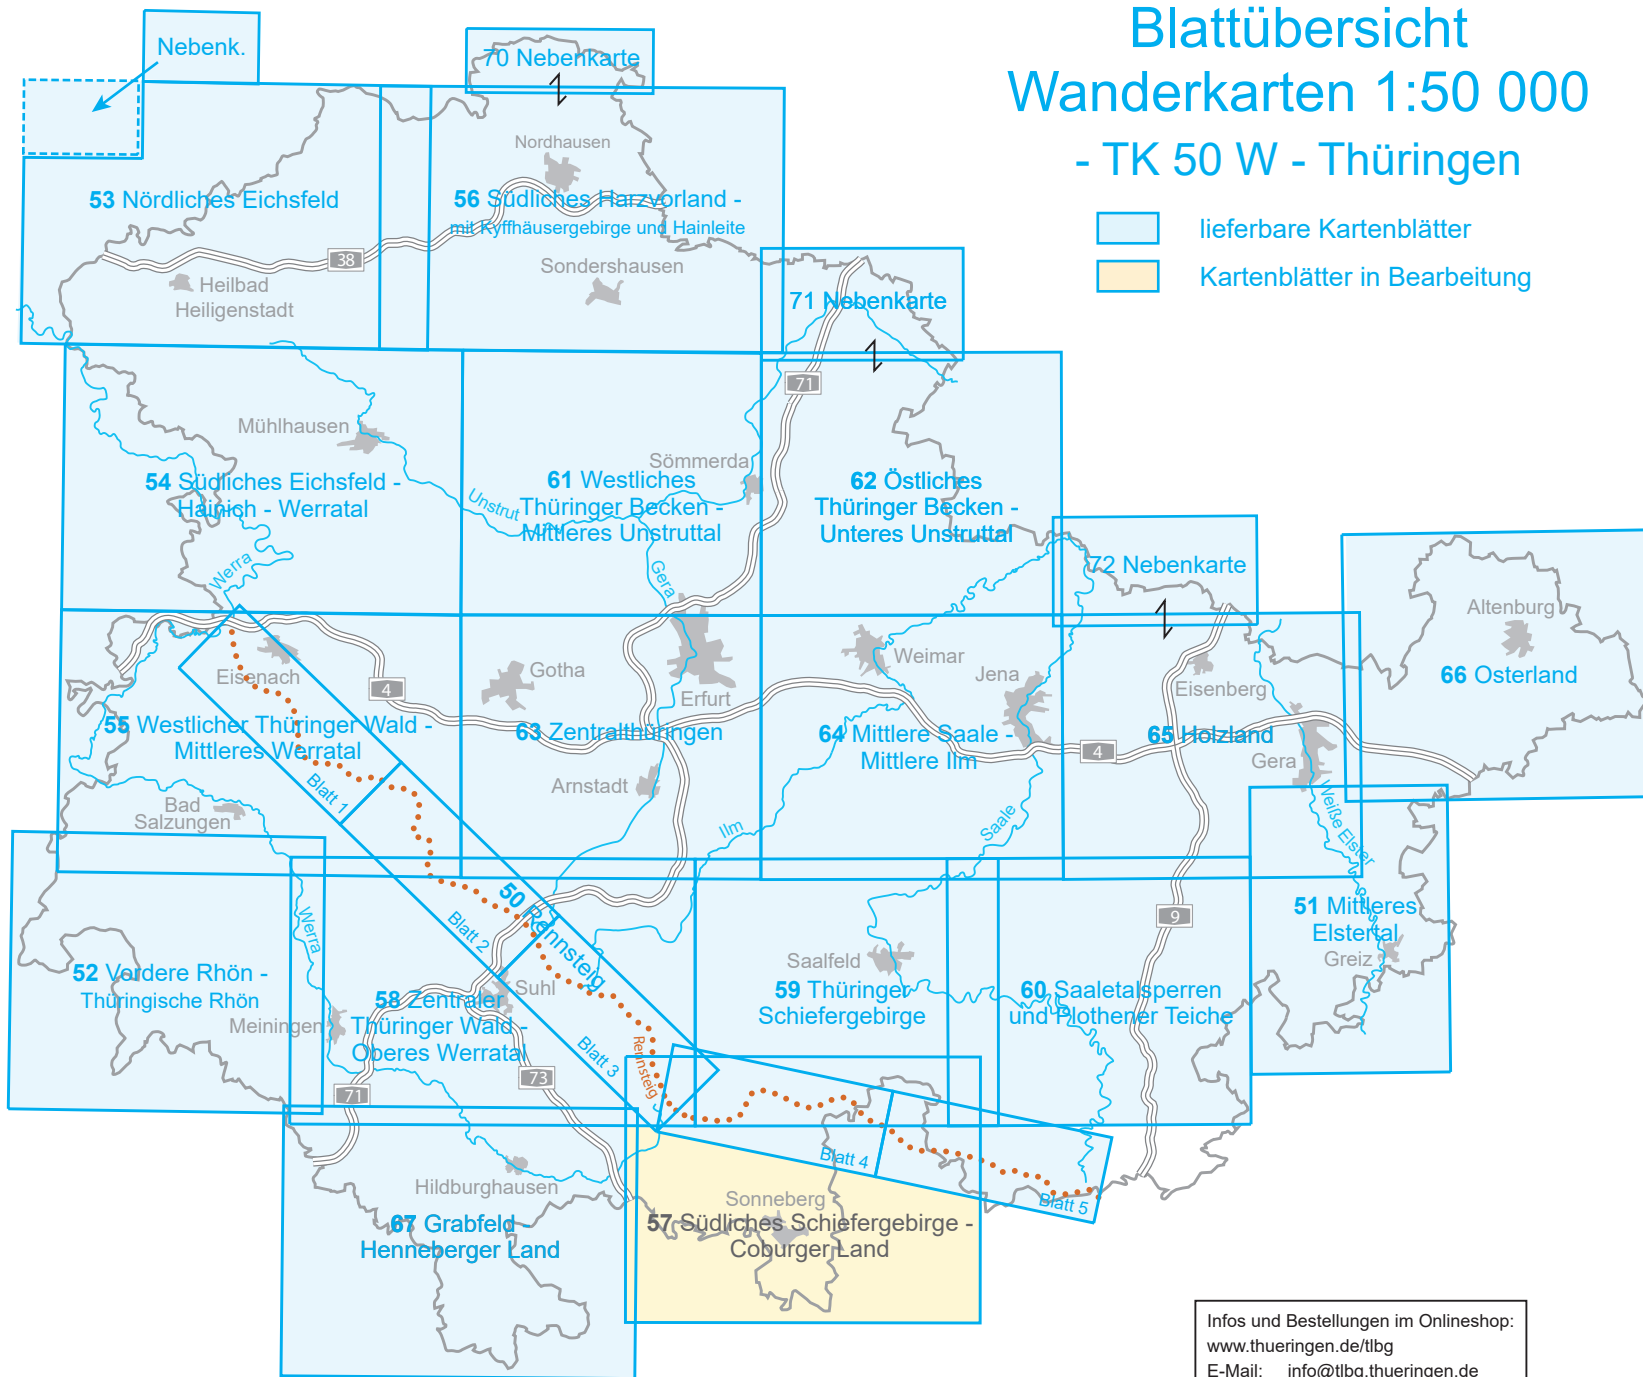 Blattübersicht
Wanderkarten 1:50 000
- TK 50 W - Thüringen
lieferbare Kartenblätter
Kartenblätter in Bearbeitung
Nebenk.
70 Nebenkarte
Nordhausen
53 Nördliches Eichsfeld
56 Südliches Harzvorland -
mit Kyffhäusergebirge und Hainleite
38
Heilbad
Heiligenstadt
Sondershausen
71 Nebenkarte
71
Mühlhausen
Sömmerda
54 Südliches Eichsfeld -
Hainich - Werratal
Unstrut
61 Westliches
Thüringer Becken -
Mittleres Unstruttal
62 Östliches
Thüringer Becken -
Unteres Unstruttal
Werra
Gera
72 Nebenkarte
Altenburg
66 Osterland
Eisenach
Gotha
Erfurt
Weimar
Jena
Eisenberg
4
55 Westlicher Thüringer Wald -
Mittleres Werratal
63 Zentralthüringen
64 Mittlere Saale -
Mittlere Ilm
4
65 Holzland
Gera
Blatt 1
Arnstadt
Bad
Salzungen
Ilm
Saale
Weiße Elster
50 Rennsteig
Blatt 2
Werra
9
51 Mittleres
Elstertal
Greiz
52 Vordere Rhön -
Thüringische Rhön
Meiningen
58 Zentraler
Thüringer Wald -
Oberes Werratal
Suhl
Saalfeld
59 Thüringer
Schiefergebirge
60 Saaletalsperren
und Plothener Teiche
Blatt 3
Rennsteig
73
71
Blatt 4
Blatt 5
Hildburghausen
67 Grabfeld -
Henneberger Land
Sonneberg
57 Südliches Schiefergebirge -
Coburger Land
Infos und Bestellungen im Onlineshop:
www.thueringen.de/tlbg
E-Mail: info@tlbg.thueringen.de